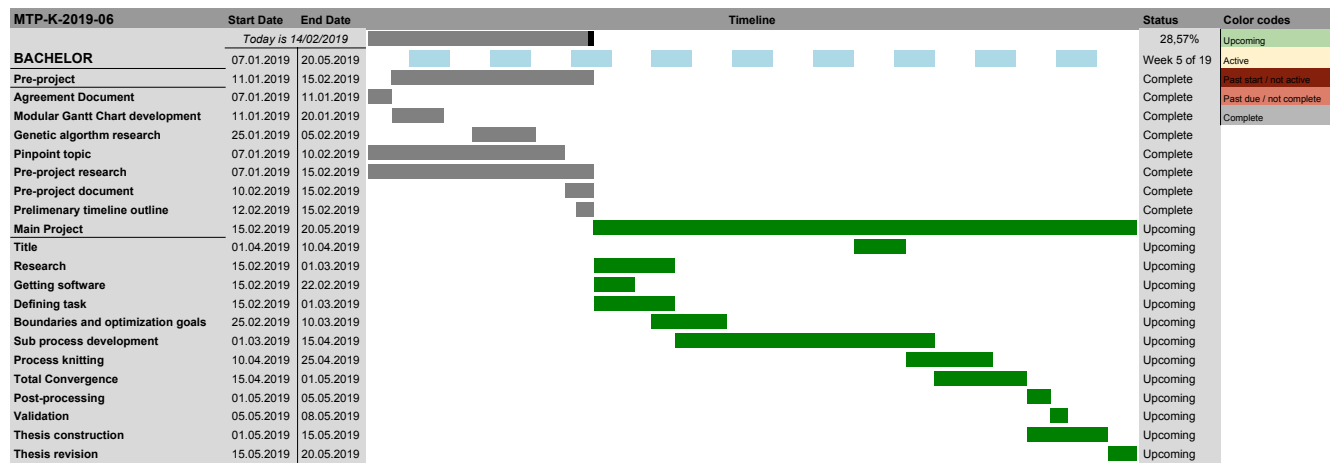 MTP-K-2019-06 Start Date End Date Timeline Status Color codes
Today is 14/02/2019 28,57% Upcoming
BACHELOR 07.01.2019 20.05.2019 Week 5 of 19 Active
Pre-project 11.01.2019 15.02.2019 Complete Past start / not active
Agreement Document 07.01.2019 11.01.2019 Complete Past due / not complete
Modular Gantt Chart development 11.01.2019 20.01.2019 Complete Complete
Genetic algorthm research 25.01.2019 05.02.2019 Complete
Pinpoint topic 07.01.2019 10.02.2019 Complete
Pre-project research 07.01.2019 15.02.2019 Complete
Pre-project document 10.02.2019 15.02.2019 Complete
Prelimenary timeline outline 12.02.2019 15.02.2019 Complete
Main Project 15.02.2019 20.05.2019 Upcoming
Title 01.04.2019 10.04.2019 Upcoming
Research 15.02.2019 01.03.2019 Upcoming
Getting software 15.02.2019 22.02.2019 Upcoming
Defining task 15.02.2019 01.03.2019 Upcoming
Boundaries and optimization goals 25.02.2019 10.03.2019 Upcoming
Sub process development 01.03.2019 15.04.2019 Upcoming
Process knitting 10.04.2019 25.04.2019 Upcoming
Total Convergence 15.04.2019 01.05.2019 Upcoming
Post-processing 01.05.2019 05.05.2019 Upcoming
Validation 05.05.2019 08.05.2019 Upcoming
Thesis construction 01.05.2019 15.05.2019 Upcoming
Thesis revision 15.05.2019 20.05.2019 Upcoming